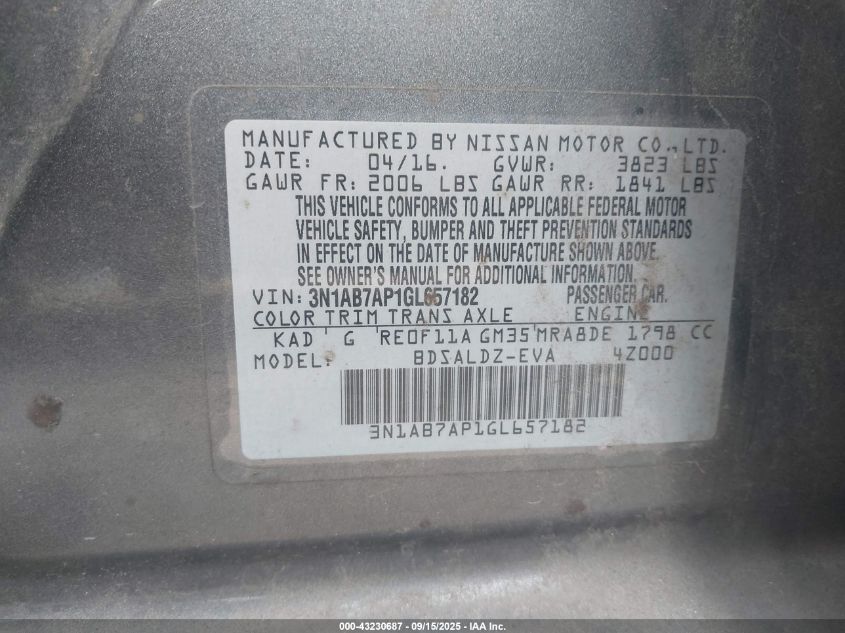 MANUFACTURED BY NISSAN MOTOR CO.,LTD.
DATE: 04/16. GVWR: 3823 LBS
GAWR FR: 2006 LBS GAWR RR: 1841 LBS
THIS VEHICLE CONFORMS TO ALL APPLICABLE FEDERAL MOTOR
VEHICLE SAFETY, BUMPER AND THEFT PREVENTION STANDARDS
IN EFFECT ON THE DATE OF MANUFACTURE SHOWN ABOVE.
SEE OWNER'S MANUAL FOR ADDITIONAL INFORMATION.
VIN: 3N1AB7AP1GL657182 PASSENGER CAR.
COLOR TRIM TRANS AXLE ENGINE
KAD G RE0F11A GM35 MRA8DE 1798 CC
MODEL: BDSALDZ-EVA 4Z000
3N1AB7AP1GL657182
000-43230687 - 09/15/2025 - IAA Inc.